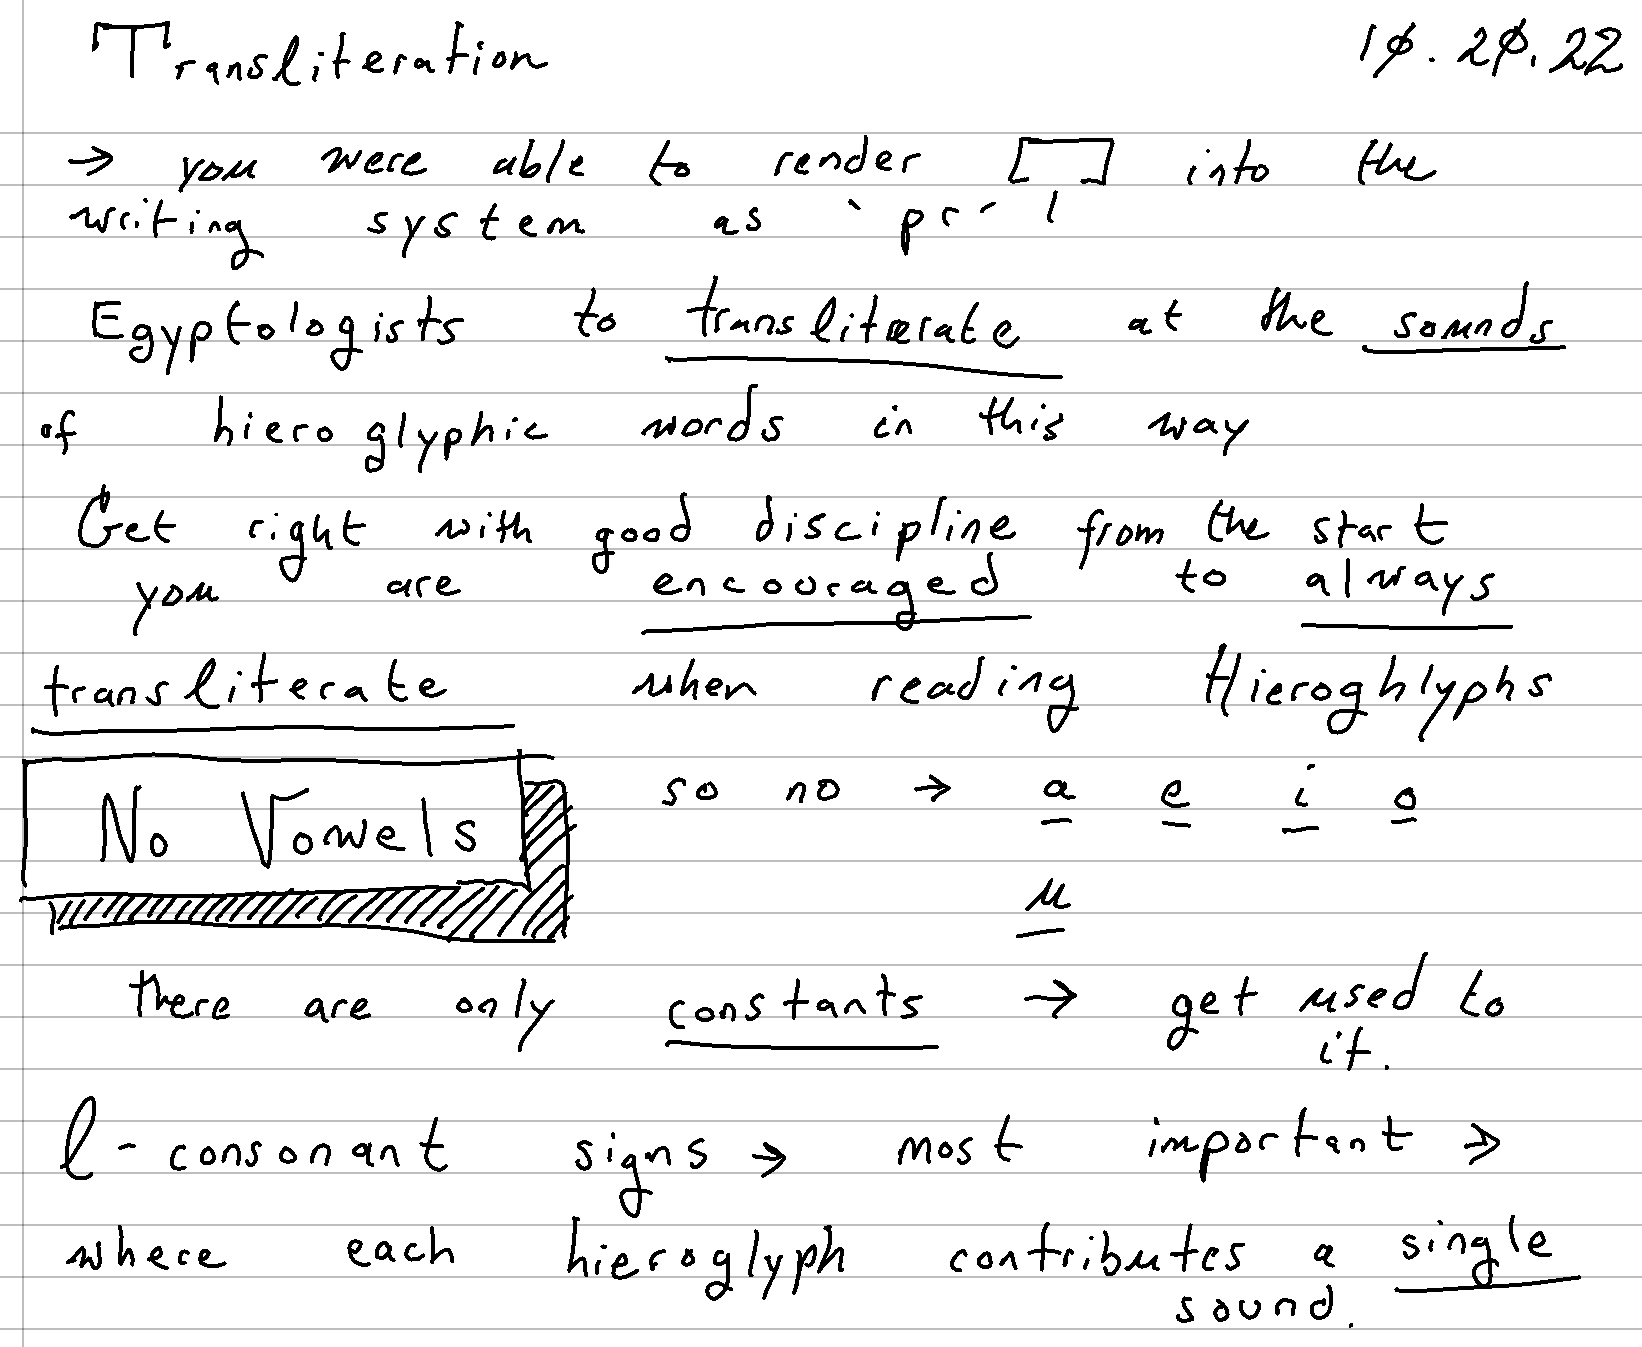 Transliteration 10.20.22
→ you were able to render into the
writing system as `pr´
Egyptologists to transliterate at the sounds
of hieroglyphic words in this way
Get right with good discipline from the start
you are encouraged to always
transliterate when reading Hieroghlyphs
No Vowels so no → a e i o
u
there are only constants → get used to
it.
1-consonant signs → most important →
where each hieroglyph contributes a single
sound.